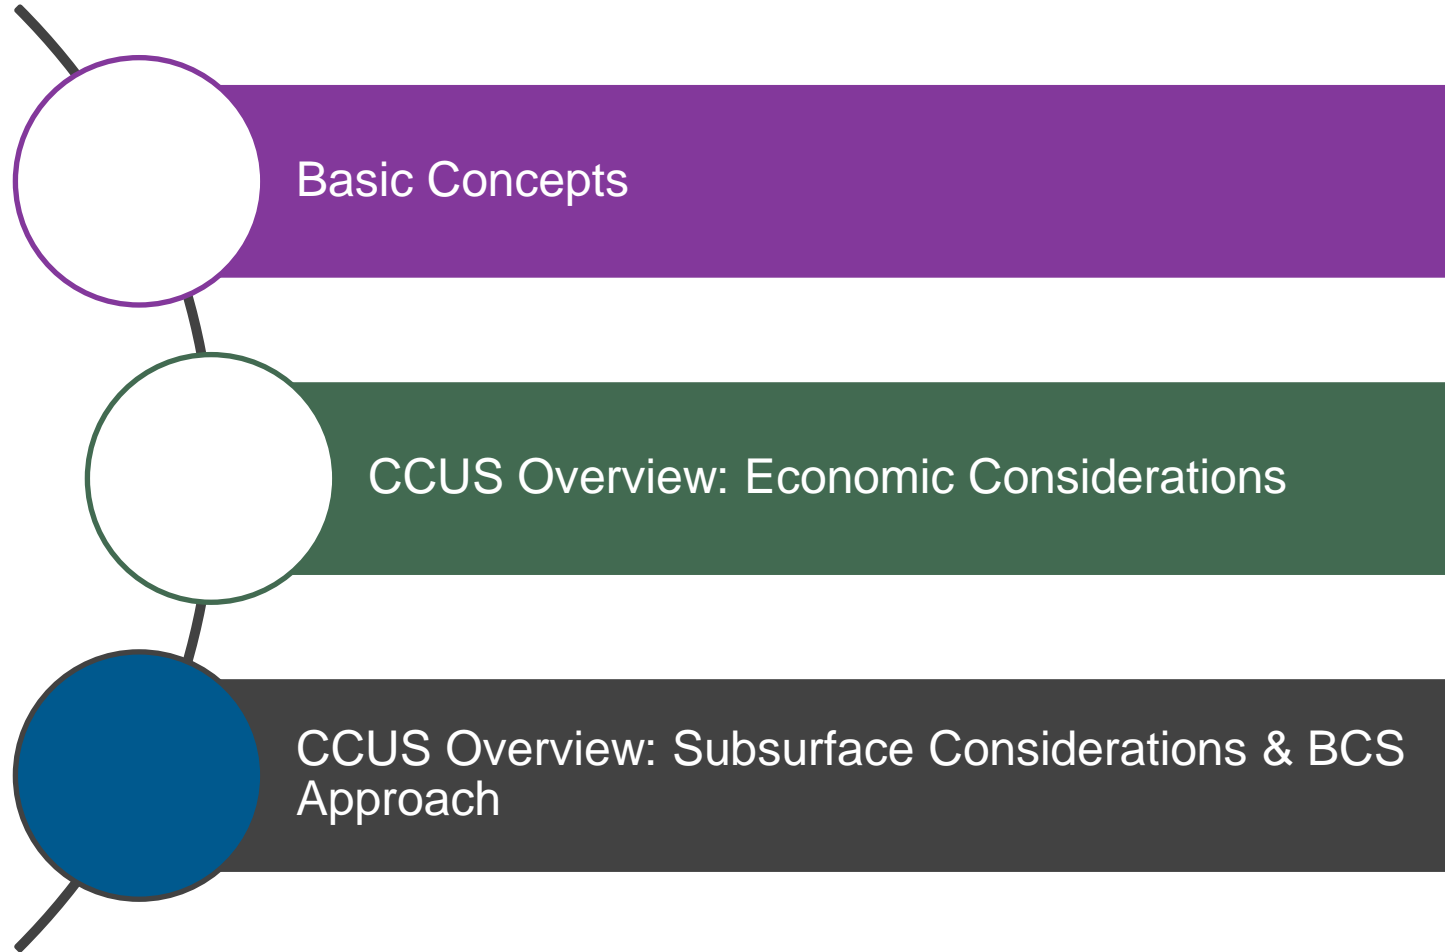 Basic Concepts
CCUS Overview: Economic Considerations
CCUS Overview: Subsurface Considerations & BCS
Approach